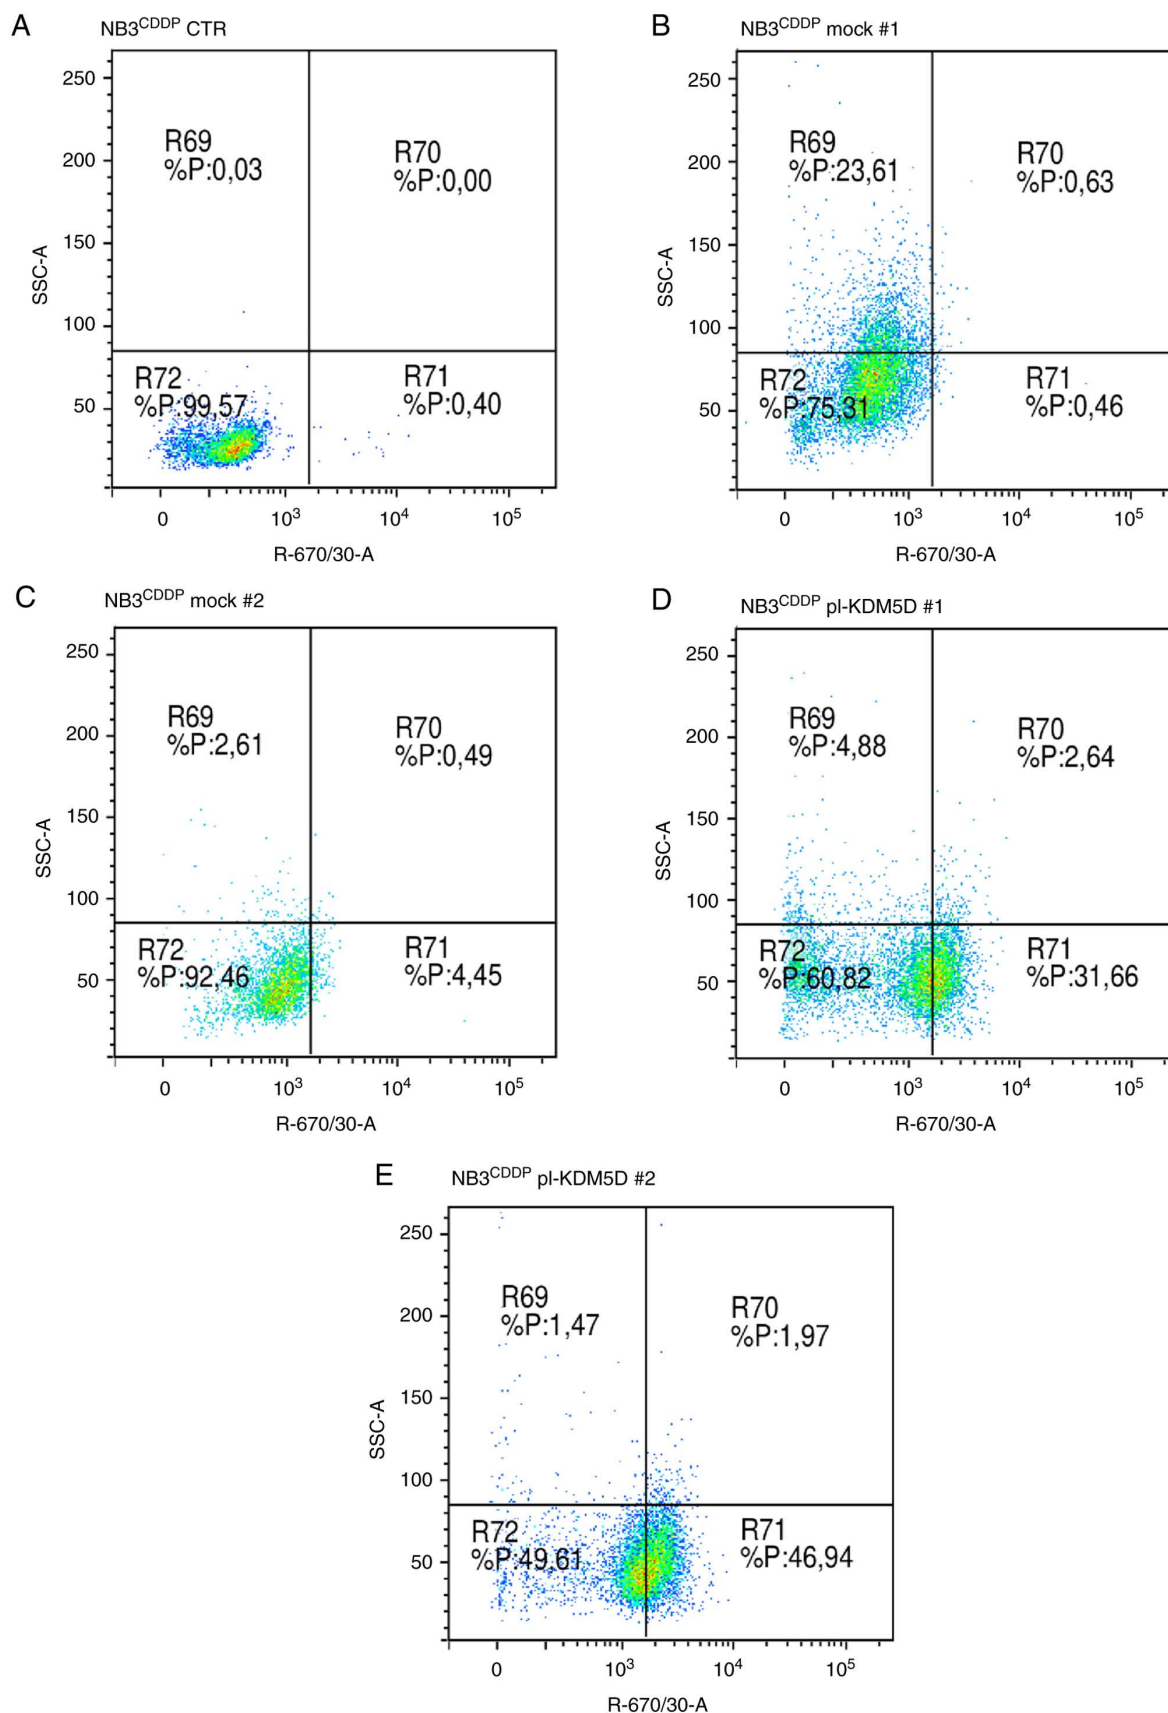 A
NB3CDDP CTR
250
200
150
100
50
SSC-A
R69
%P:0,03
R70
%P:0,00
R72
%P:99,57
R71
%P:0,40
0
10³
10⁴
10⁵
R-670/30-A
B
NB3CDDP mock #1
250
200
150
100
50
SSC-A
R69
%P:23,61
R70
%P:0,63
R72
%P:75,31
R71
%P:0,46
0
10³
10⁴
10⁵
R-670/30-A
C
NB3CDDP mock #2
250
200
150
100
50
SSC-A
R69
%P:2,61
R70
%P:0,49
R72
%P:92,46
R71
%P:4,45
0
10³
10⁴
10⁵
R-670/30-A
D
NB3CDDP pl-KDM5D #1
250
200
150
100
50
SSC-A
R69
%P:4,88
R70
%P:2,64
R72
%P:60,82
R71
%P:31,66
0
10³
10⁴
10⁵
R-670/30-A
E
NB3CDDP pl-KDM5D #2
250
200
150
100
50
SSC-A
R69
%P:1,47
R70
%P:1,97
R72
%P:49,61
R71
%P:46,94
0
10³
10⁴
10⁵
R-670/30-A